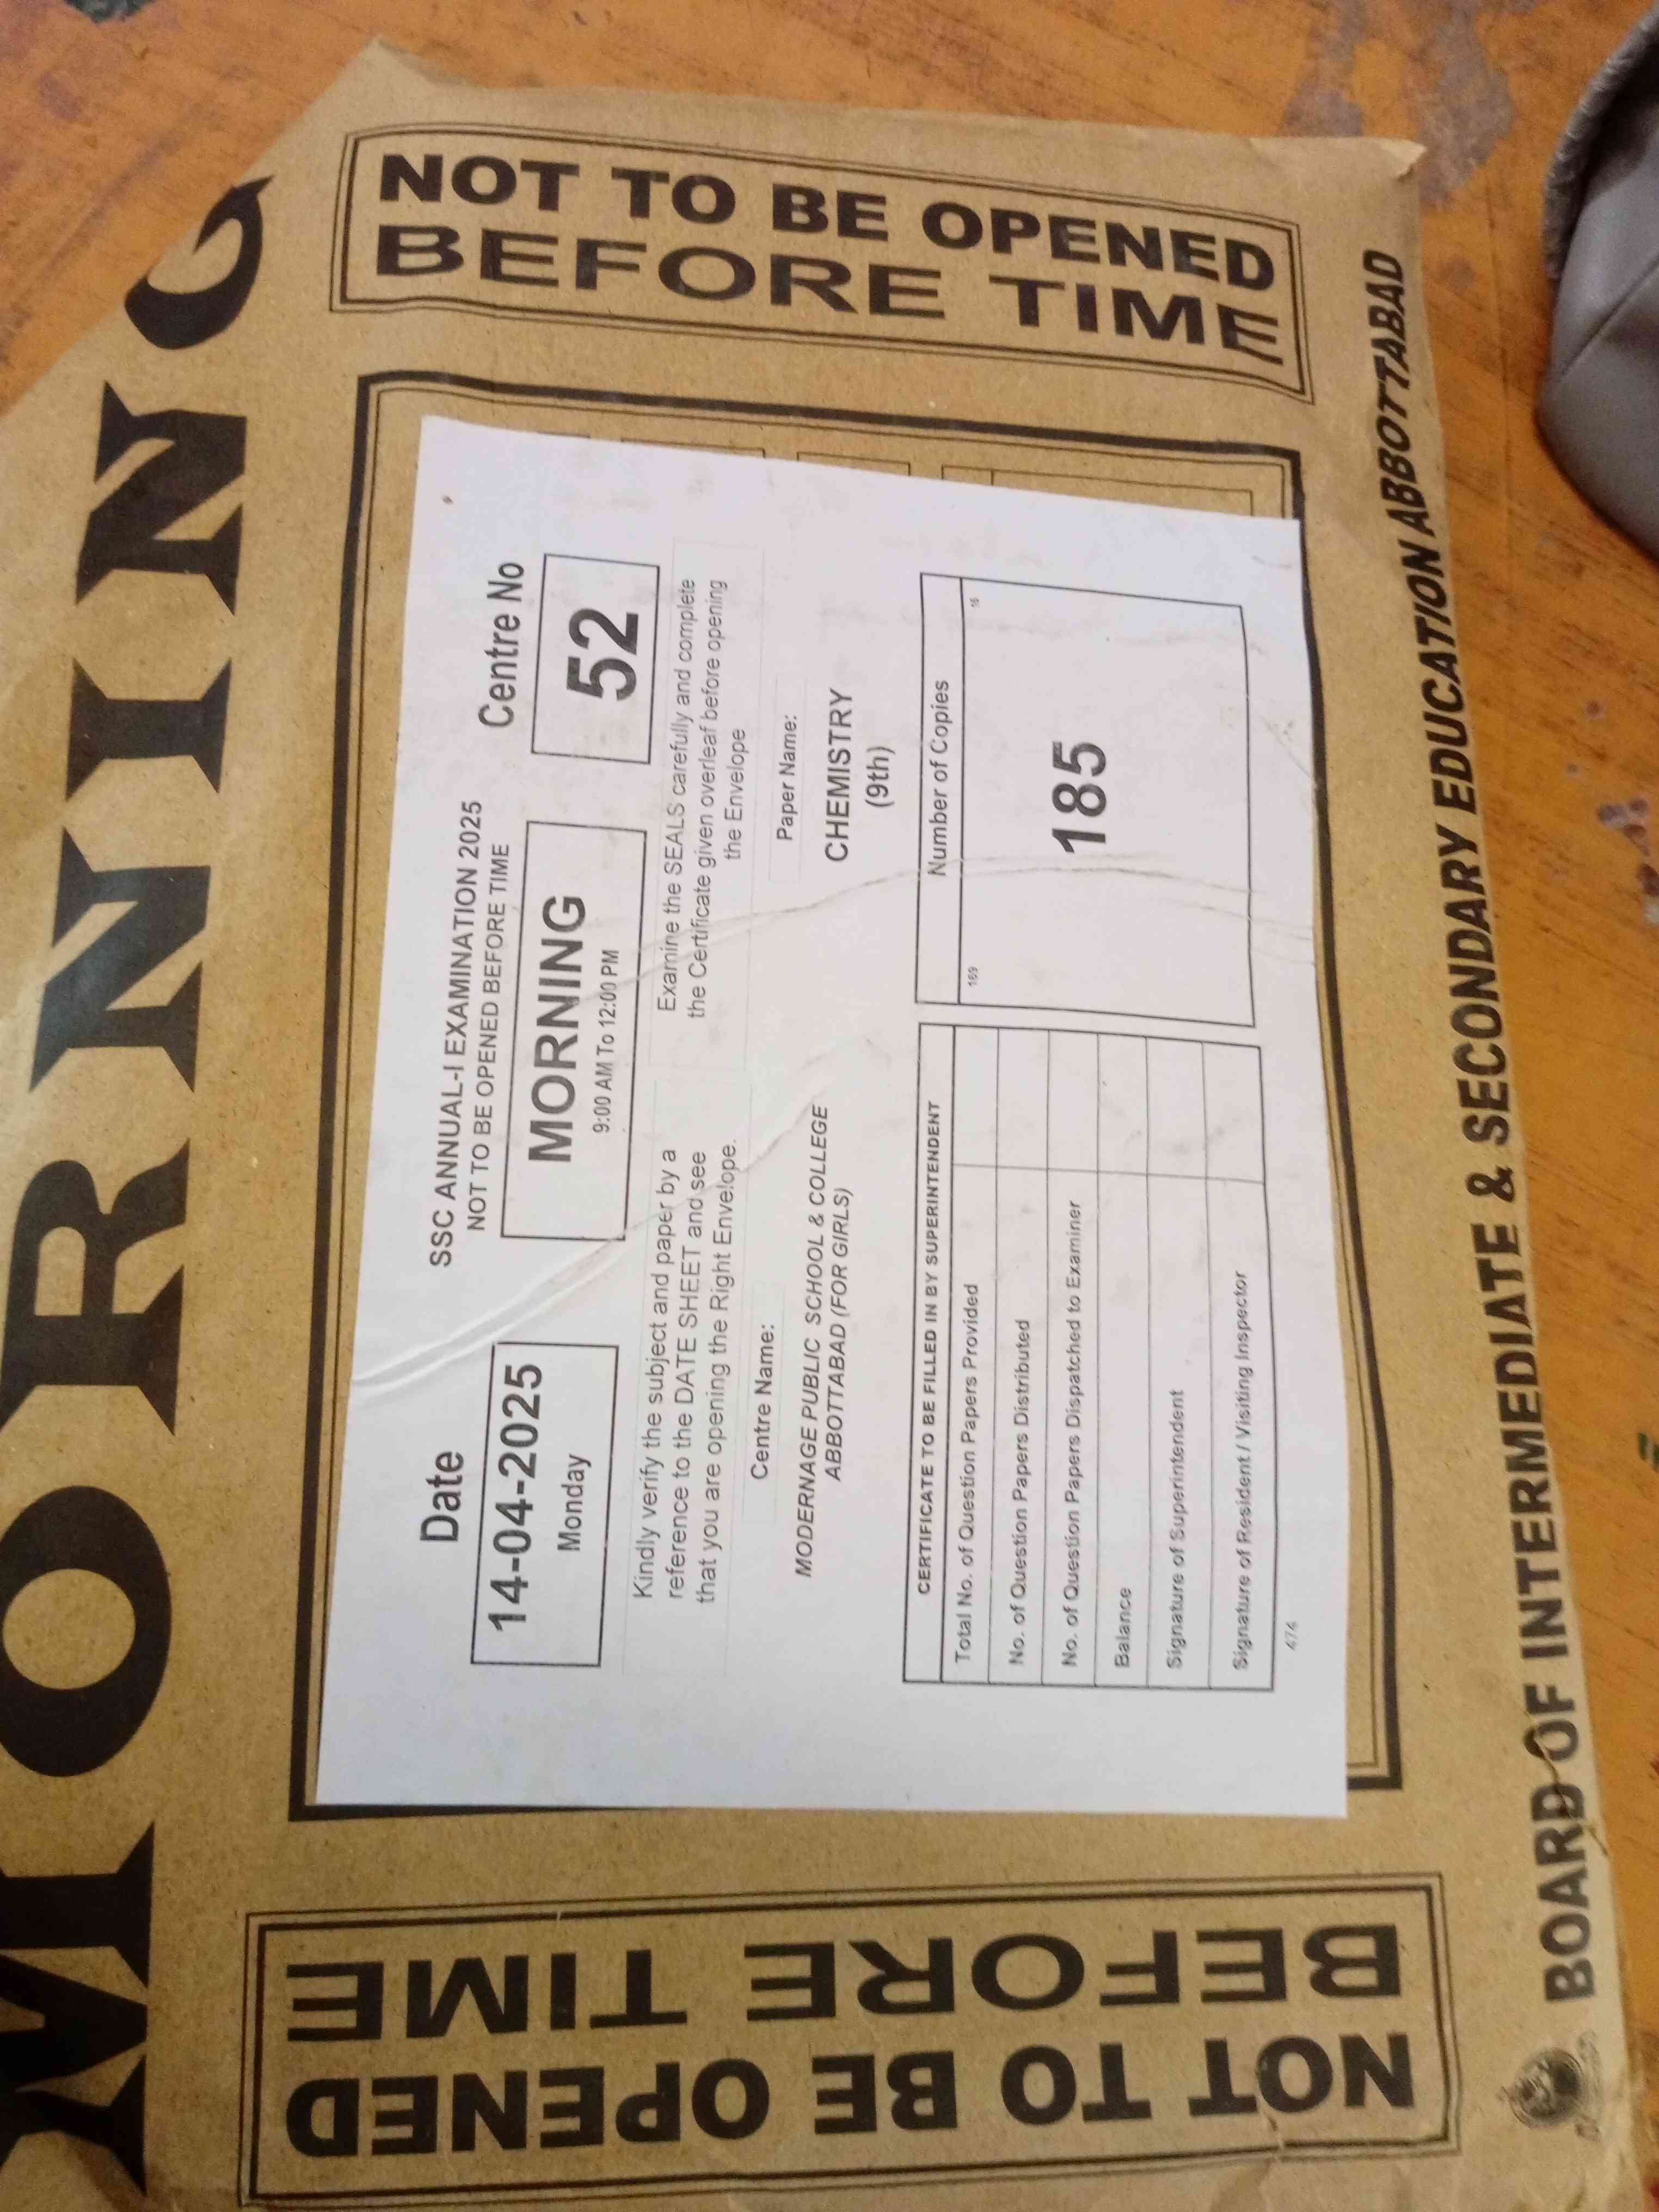 MORNING
NOT TO BE OPENED
BEFORE TIME
SSC ANNUAL-I EXAMINATION 2025
NOT TO BE OPENED BEFORE TIME
Date
14-04-2025
Monday
MORNING
9:00 AM To 12:00 PM
Centre No
52
Kindly verify the subject and paper by a
reference to the DATE SHEET and see
that you are opening the Right Envelope.
Examine the SEALS carefully and complete
the Certificate given overleaf before opening
the Envelope
Centre Name:
MODERNAGE PUBLIC SCHOOL & COLLEGE
ABBOTTABAD (FOR GIRLS)
Paper Name:
CHEMISTRY
(9th)
CERTIFICATE TO BE FILLED IN BY SUPERINTENDENT
Total No. of Question Papers Provided
No. of Question Papers Distributed
No. of Question Papers Dispatched to Examiner
Balance
Signature of Superintendent
Signature of Resident / Visiting Inspector
474
Number of Copies
169
16
185
NOT TO BE OPENED
BEFORE TIME
BOARD OF INTERMEDIATE & SECONDARY EDUCATION ABBOTTABAD